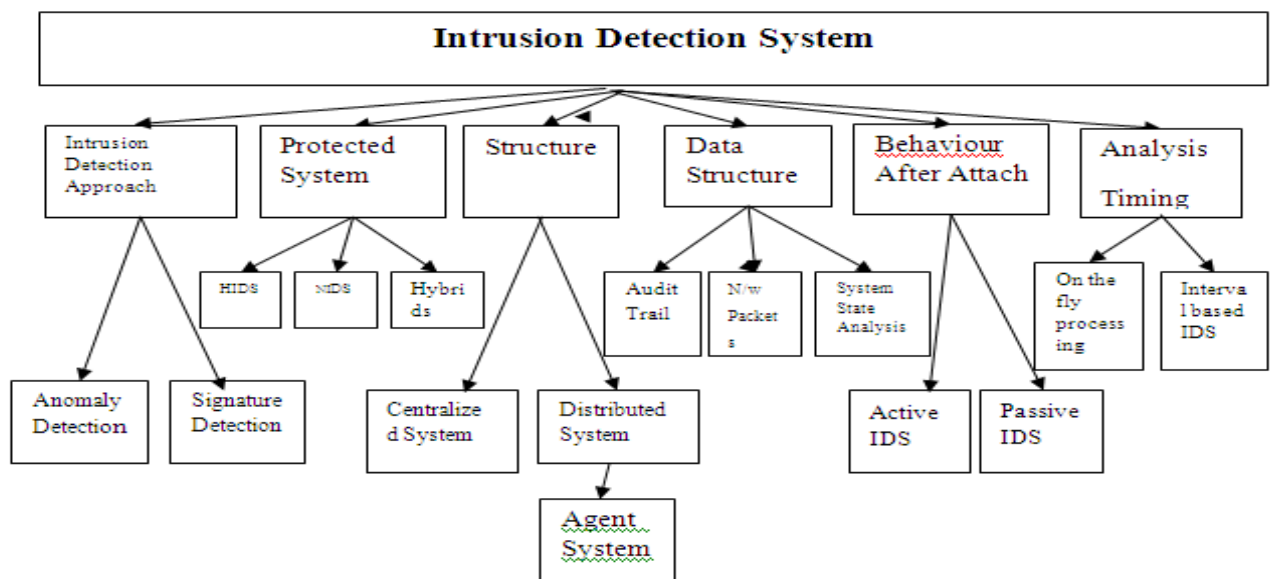 Intrusion Detection System
Intrusion
Detection
Approach
Protected
System
Structure
Data
Structure
Behaviour
After Attach
Analysis
Timing
HIDS
NIDS
Hybri
ds
Audit
Trail
N/w
Packet
s
System
State
Analysis
On the
fly
process
ing
Interva
l based
IDS
Anomaly
Detection
Signature
Detection
Centralize
d System
Distributed
System
Active
IDS
Passive
IDS
Agent
System